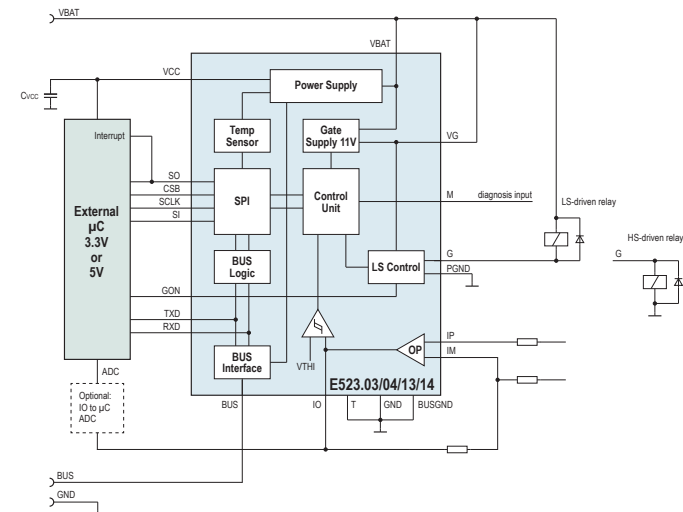 VBAT
VBAT
VCC
Power Supply
CVCC
Interrupt
Temp
Sensor
Gate
Supply 11V
VG
SO
CSB
SCLK
SI
SPI
Control
Unit
M
diagnosis input
LS-driven relay
External
µC
3.3V
or
5V
HS-driven relay
BUS
Logic
LS Control
G
PGND
G
GON
TXD
RXD
BUS
Interface
VTHI
OP
IP
IM
E523.03/04/13/14
ADC
Optional:
IO to µC
ADC
BUS
IO
T
GND
BUSGND
BUS
GND